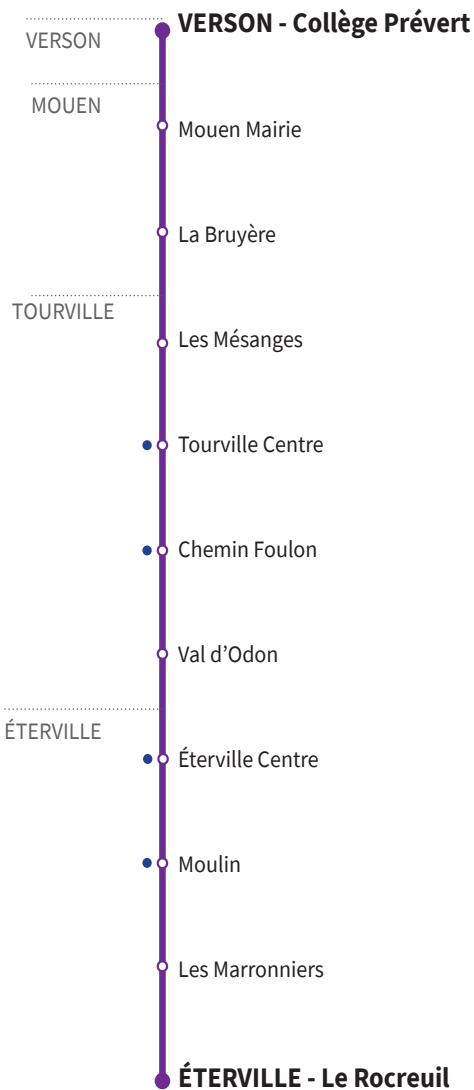 VERSON - Collège Prévert
VERSON
MOUEN
Mouen Mairie
La Bruyère
TOURVILLE
Les Mésanges
Tourville Centre
Chemin Foulon
Val d’Odon
ÉTERVILLE
Éterville Centre
Moulin
Les Marronniers
ÉTERVILLE - Le Rocreuil